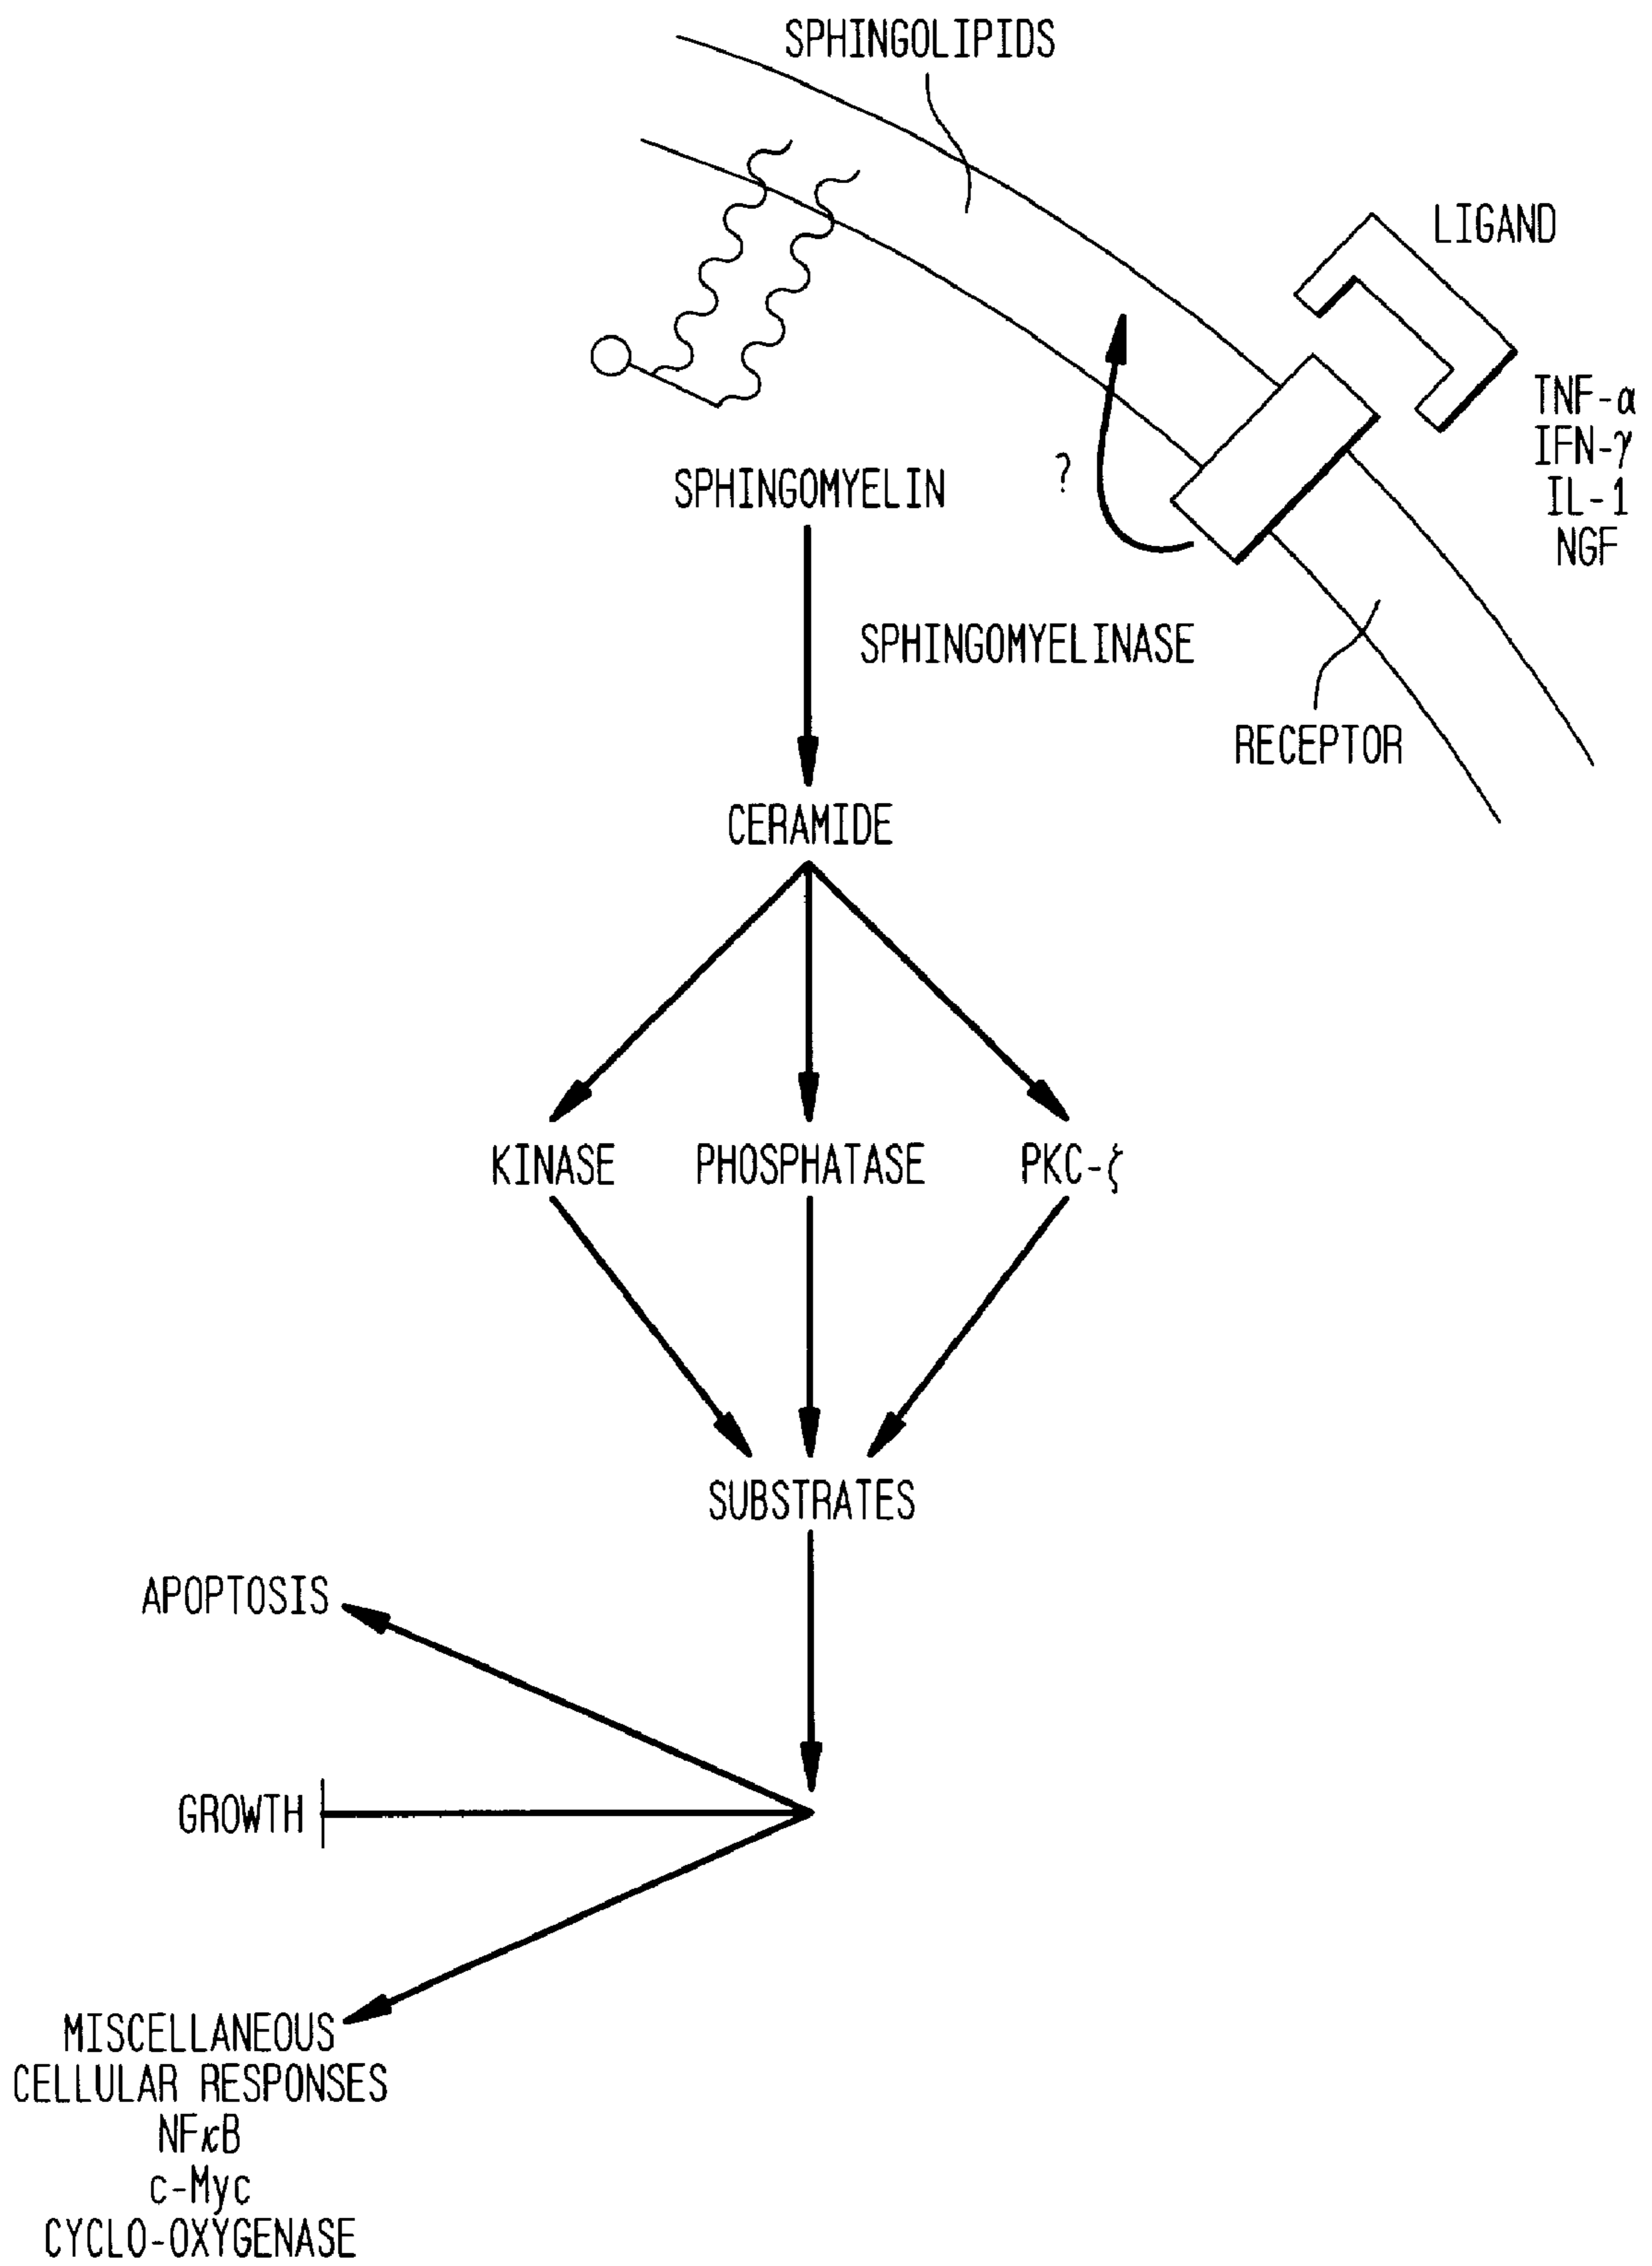 SPHINGOLIPIDS
LIGAND
TNF-α
IFN-γ
IL-1
NGF
?
SPHINGOMYELIN
SPHINGOMYELINASE
RECEPTOR
CERAMIDE
KINASE PHOSPHATASE PKC-ζ
SUBSTRATES
APOPTOSIS
GROWTH
MISCELLANEOUS
CELLULAR RESPONSES
NFκB
c-Myc
CYCLO-OXYGENASE